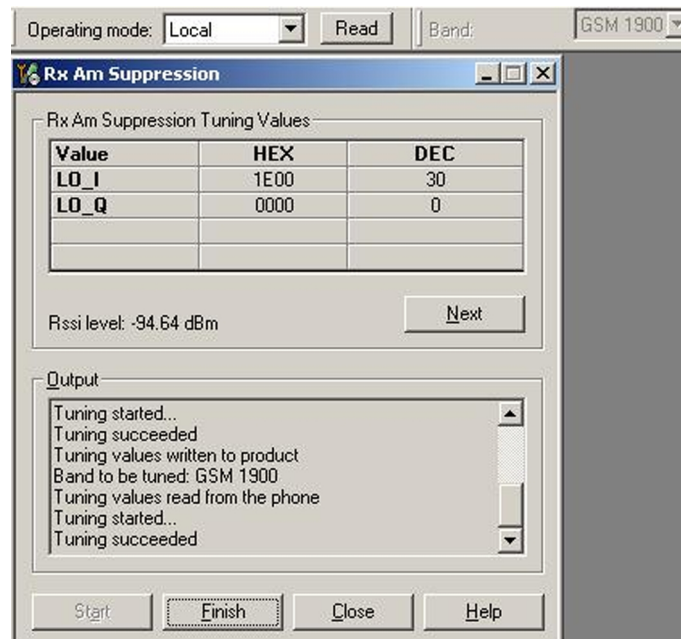 Operating mode: Local Read Band: GSM 1900
Rx Am Suppression
Rx Am Suppression Tuning Values
Value HEX DEC
LO_I 1E00 30
LO_Q 0000 0
Rssi level: -94.64 dBm
Next
Output
Tuning started...
Tuning succeeded
Tuning values written to product
Band to be tuned: GSM 1900
Tuning values read from the phone
Tuning started...
Tuning succeeded
Start Finish Close Help